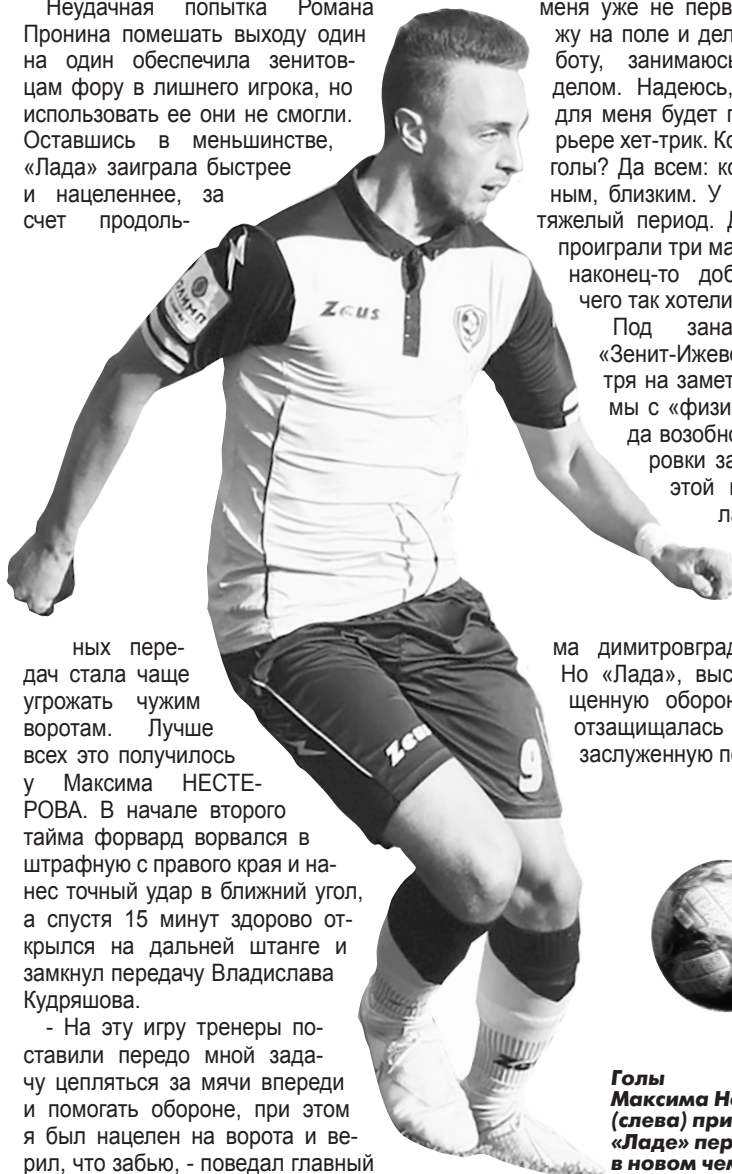 Неудачная попытка Романа
Пронина помешать выходу один
на один обеспечила зенитов-
цам фору в лишнего игрока, но
использовать ее они не смогли.
Оставшись в меньшинстве,
«Лада» заиграла быстрее
и нацеленнее, за
счет продоль-
ных пере-
дач стала чаще
угрожать чужим
воротам. Лучше
всех это получилось
у Максима НЕСТЕ-
РОВА. В начале второго
тайма форвард ворвался в
штрафную с правого края и на-
нес точный удар в ближний угол,
а спустя 15 минут здорово от-
крылся на дальней штанге и
замкнул передачу Владислава
Кудряшова.
- На эту игру тренеры по-
ставили передо мной зада-
чу цепляться за мячи впереди
и помогать обороне, при этом
я был нацелен на ворота и ве-
рил, что забью, - поведал главный
меня уже не перв
жу на поле и дел
боту, занимаюсь
делом. Надеюсь,
для меня будет п
рьере хет-трик. Ко
голы? Да всем: ко
ным, близким. У
тяжелый период. Д
проиграли три ма
наконец-то доб
чего так хотели
Под зана
«Зенит-Ижевс
тря на замет
мы с «физи
да возобно
ровки за
этой
ла
ма димитровград
Но «Лада», выс
щенную оборон
отзащищалась
заслуженную по
ОЛИМП
Zeus
Zeus
9
Голы
Максима Не
(слева) при
«Ладе» пер
в новом чем